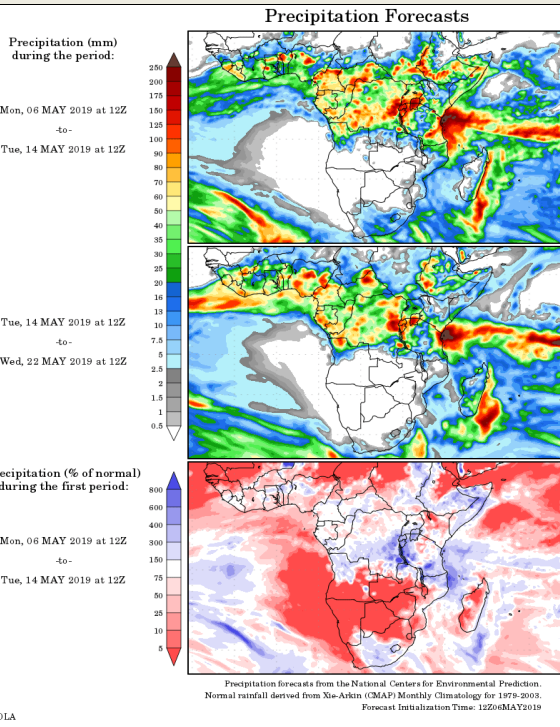 Precipitation Forecasts
Precipitation (mm)
during the period:
Mon, 06 MAY 2019 at 12Z
-to-
Tue, 14 MAY 2019 at 12Z
250
200
175
150
125
100
90
80
70
60
50
40
35
30
25
20
16
13
10
7.5
5
2.5
2
1.5
1
0.5
Tue, 14 MAY 2019 at 12Z
-to-
Wed, 22 MAY 2019 at 12Z
ecipitation (% of normal)
during the first period:
Mon, 06 MAY 2019 at 12Z
-to-
Tue, 14 MAY 2019 at 12Z
800
600
400
300
150
75
50
25
10
5
Precipitation forecasts from the National Centers for Environmental Prediction.
Normal rainfall derived from Xie-Arkin (CMAP) Monthly Climatology for 1979-2003.
Forecast Initialization Time: 12Z06MAY2019
OLA